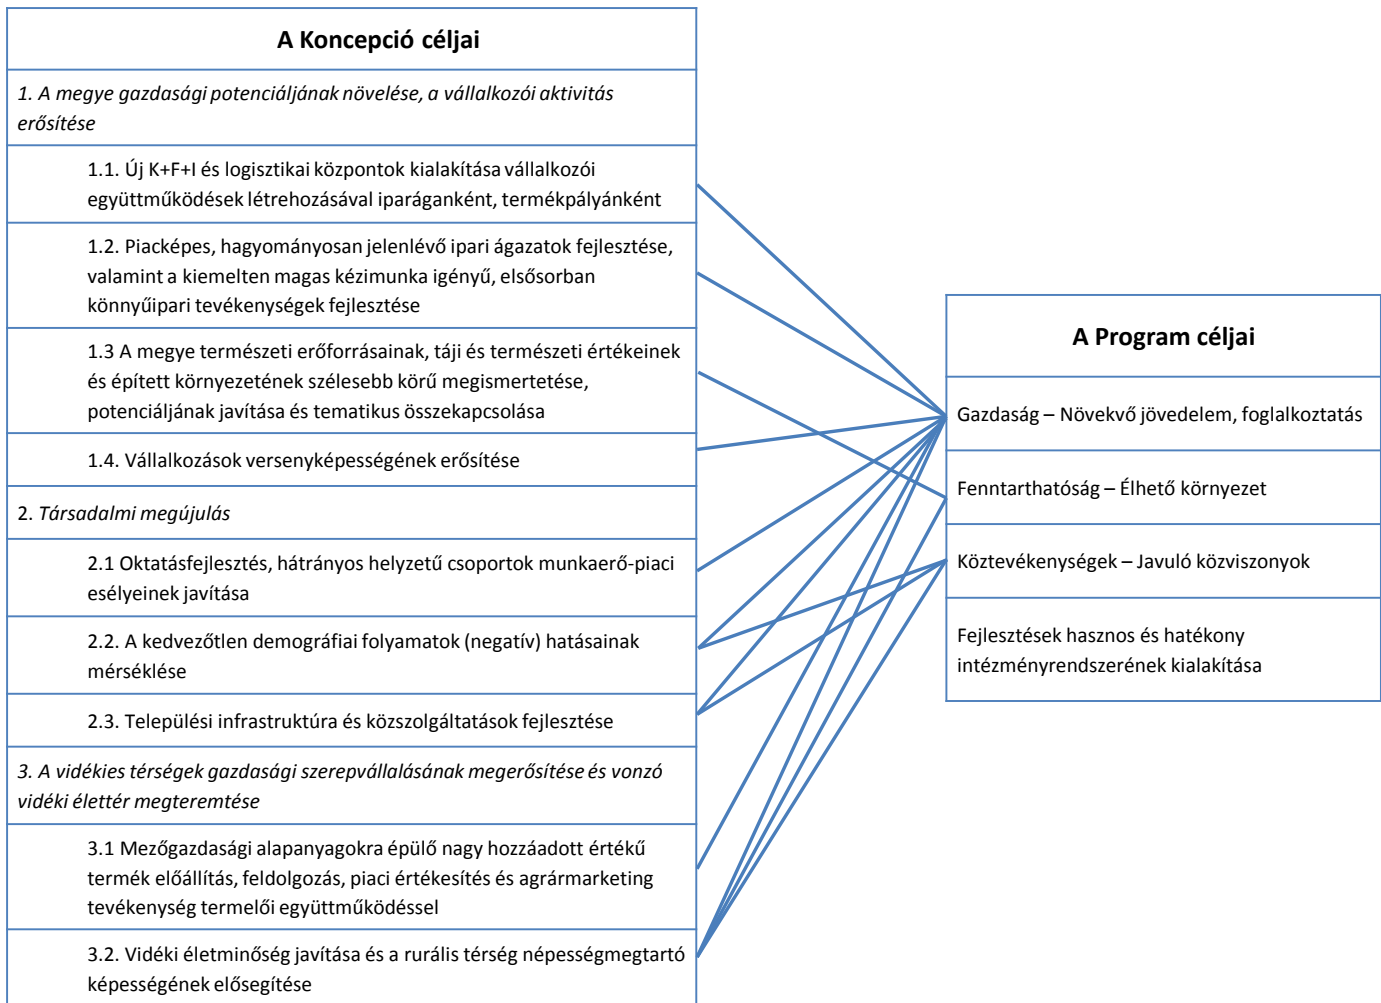 A Koncepció céljai
1. A megye gazdasági potenciáljának növelése, a vállalkozói aktivitás
erősítése
1.1. Új K+F+I és logisztikai központok kialakítása vállalkozói
együttműködések létrehozásával iparáganként, termékpályánként
1.2. Piacképes, hagyományosan jelenlévő ipari ágazatok fejlesztése,
valamint a kiemelten magas kézimunka igényű, elsősorban
könnyűipari tevékenységek fejlesztése
1.3 A megye természeti erőforrásainak, táji és természeti értékeinek
és épített környezetének szélesebb körű megismertetése,
potenciáljának javítása és tematikus összekapcsolása
1.4. Vállalkozások versenyképességének erősítése
2. Társadalmi megújulás
2.1 Oktatásfejlesztés, hátrányos helyzetű csoportok munkaerő-piaci
esélyeinek javítása
2.2. A kedvezőtlen demográfiai folyamatok (negatív) hatásainak
mérséklése
2.3. Települési infrastruktúra és közszolgáltatások fejlesztése
3. A vidékies térségek gazdasági szerepvállalásának megerősítése és vonzó
vidéki élettér megteremtése
3.1 Mezőgazdasági alapanyagokra épülő nagy hozzáadott értékű
termék előállítás, feldolgozás, piaci értékesítés és agrármarketing
tevékenység termelői együttműködéssel
3.2. Vidéki életminőség javítása és a rurális térség népességmegtartó
képességének elősegítése
A Program céljai
Gazdaság – Növekvő jövedelem, foglalkoztatás
Fenntarthatóság – Élhető környezet
Köztevékenységek – Javuló közviszonyok
Fejlesztések hasznos és hatékony
intézményrendszerének kialakítása